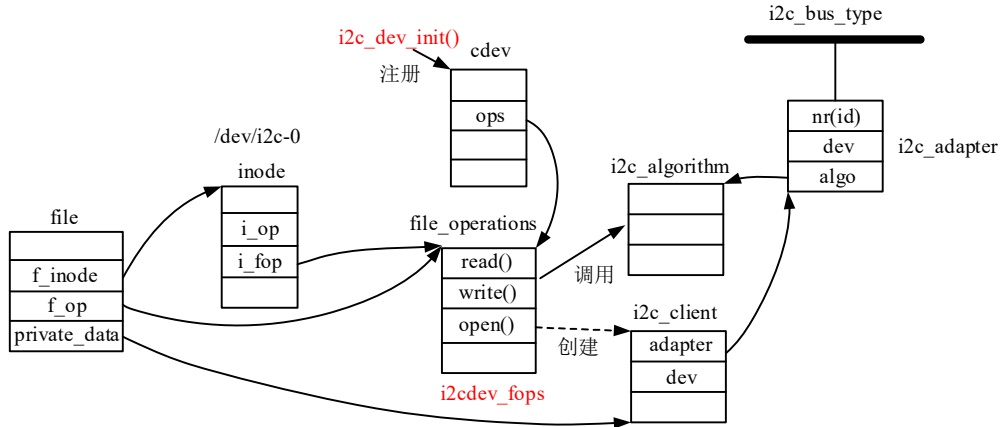 i2c_bus_type
i2c_dev_init()
cdev
注册
ops
nr(id)
dev
algo
i2c_adapter
/dev/i2c-0
inode
i_op
i_fop
i2c_algorithm
file
f_inode
f_op
private_data
file_operations
read()
write()
open()
调用
创建
i2c_client
adapter
dev
i2cdev_fops